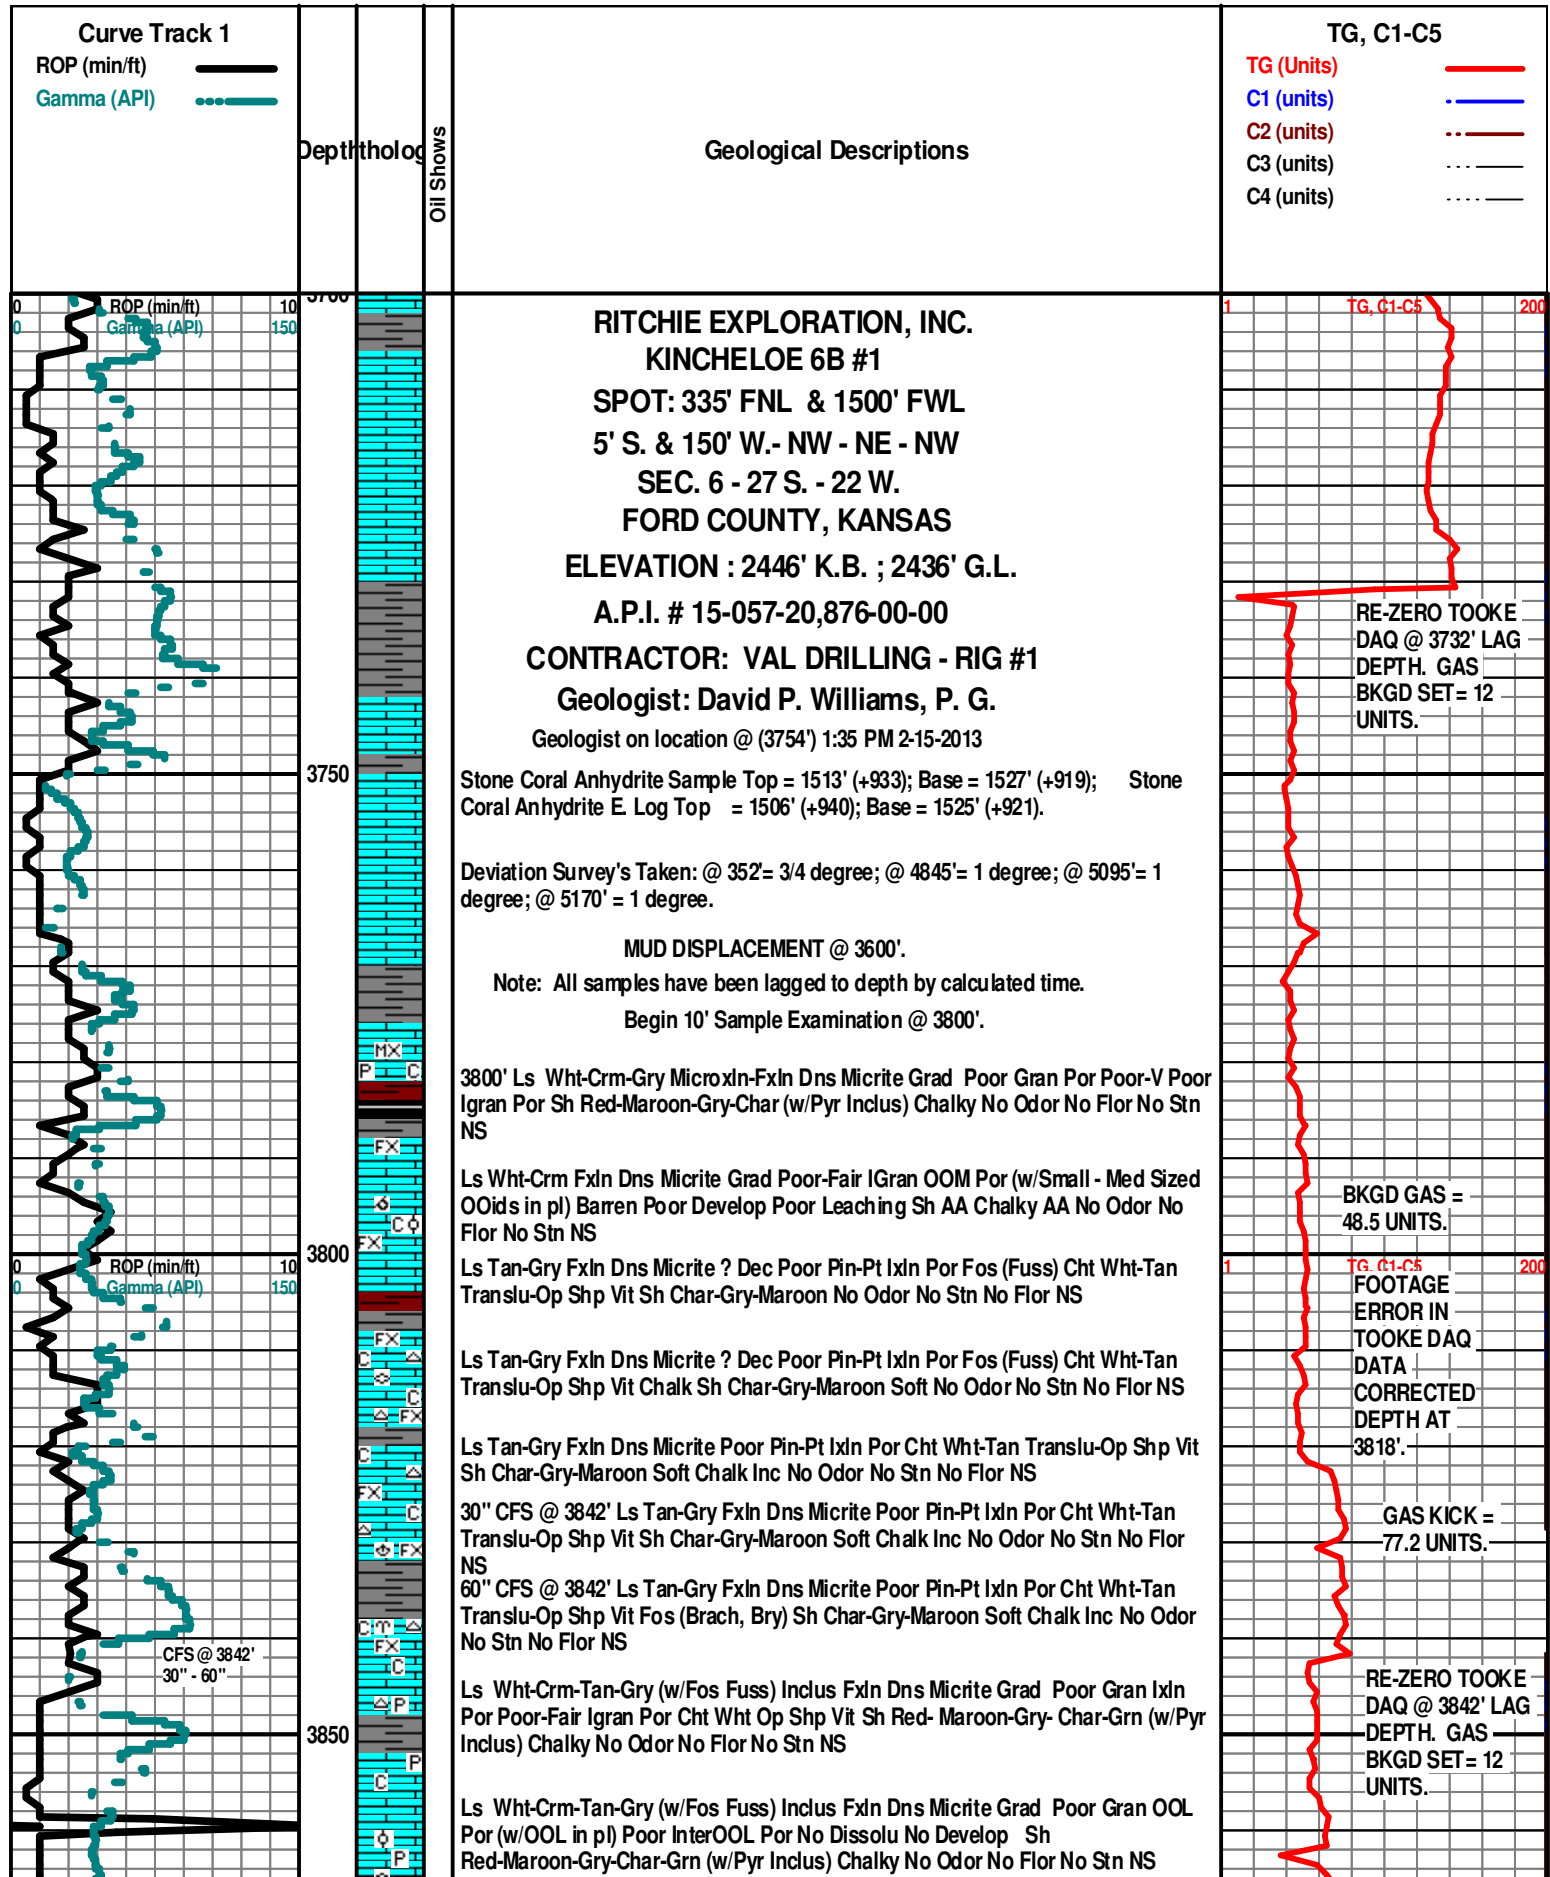 Curve Track 1
ROP (min/ft)
Gamma (API)
Depth
tholog
Oil Shows
Geological Descriptions
TG, C1-C5
TG (Units)
C1 (units)
C2 (units)
C3 (units)
C4 (units)
0 ROP (min/ft) 10
0 Gamma (API) 150
3700
1 TG, C1-C5 200
RITCHIE EXPLORATION, INC.
KINCHELOE 6B #1
SPOT: 335' FNL & 1500' FWL
5' S. & 150' W.- NW - NE - NW
SEC. 6 - 27 S. - 22 W.
FORD COUNTY, KANSAS
ELEVATION : 2446' K.B. ; 2436' G.L.
A.P.I. # 15-057-20,876-00-00
CONTRACTOR: VAL DRILLING - RIG #1
Geologist: David P. Williams, P. G.
Geologist on location @ (3754') 1:35 PM 2-15-2013
RE-ZERO TOOKE
DAQ @ 3732' LAG
DEPTH. GAS
BKGD SET= 12
UNITS.
3750
Stone Coral Anhydrite Sample Top = 1513' (+933); Base = 1527' (+919); Stone
Coral Anhydrite E. Log Top = 1506' (+940); Base = 1525' (+921).
Deviation Survey's Taken: @ 352'= 3/4 degree; @ 4845'= 1 degree; @ 5095'= 1
degree; @ 5170' = 1 degree.
MUD DISPLACEMENT @ 3600'.
Note: All samples have been lagged to depth by calculated time.
Begin 10' Sample Examination @ 3800'.
MX
P C
3800' Ls Wht-Crm-Gry Microxln-Fxln Dns Micrite Grad Poor Gran Por Poor-V Poor
Igran Por Sh Red-Maroon-Gry-Char (w/Pyr Inclus) Chalky No Odor No Flor No Stn
NS
FX
Ls Wht-Crm Fxln Dns Micrite Grad Poor-Fair IGran OOM Por (w/Small - Med Sized
OOids in pl) Barren Poor Develop Poor Leaching Sh AA Chalky AA No Odor No
Flor No Stn NS
C
FX
BKGD GAS =
48.5 UNITS.
3800
0 ROP (min/ft) 10
0 Gamma (API) 150
1 TG, C1-C5 200
Ls Tan-Gry Fxln Dns Micrite ? Dec Poor Pin-Pt Ixln Por Fos (Fuss) Cht Wht-Tan
Translu-Op Shp Vit Sh Char-Gry-Maroon No Odor No Stn No Flor NS
FOOTAGE
ERROR IN
TOOKE DAQ
DATA
CORRECTED
DEPTH AT
3818'.
FX
C
C
FX
Ls Tan-Gry Fxln Dns Micrite ? Dec Poor Pin-Pt Ixln Por Fos (Fuss) Cht Wht-Tan
Translu-Op Shp Vit Chalk Sh Char-Gry-Maroon Soft No Odor No Stn No Flor NS
C
FX
C
FX
Ls Tan-Gry Fxln Dns Micrite Poor Pin-Pt Ixln Por Cht Wht-Tan Translu-Op Shp Vit
Sh Char-Gry-Maroon Soft Chalk Inc No Odor No Stn No Flor NS
30" CFS @ 3842' Ls Tan-Gry Fxln Dns Micrite Poor Pin-Pt Ixln Por Cht Wht-Tan
Translu-Op Shp Vit Sh Char-Gry-Maroon Soft Chalk Inc No Odor No Stn No Flor
NS
GAS KICK =
77.2 UNITS.
60" CFS @ 3842' Ls Tan-Gry Fxln Dns Micrite Poor Pin-Pt Ixln Por Cht Wht-Tan
Translu-Op Shp Vit Fos (Brach, Bry) Sh Char-Gry-Maroon Soft Chalk Inc No Odor
No Stn No Flor NS
CFS @ 3842'
30" - 60"
C
FX
C
P
RE-ZERO TOOKE
DAQ @ 3842' LAG
DEPTH. GAS
BKGD SET= 12
UNITS.
Ls Wht-Crm-Tan-Gry (w/Fos Fuss) Inclus Fxln Dns Micrite Grad Poor Gran Ixln
Por Poor-Fair Igran Por Cht Wht Op Shp Vit Sh Red- Maroon-Gry- Char-Grn (w/Pyr
Inclus) Chalky No Odor No Flor No Stn NS
3850
P
C
P
Ls Wht-Crm-Tan-Gry (w/Fos Fuss) Inclus Fxln Dns Micrite Grad Poor Gran OOL
Por (w/OOL in pl) Poor InterOOL Por No Dissolu No Develop Sh
Red-Maroon-Gry-Char-Grn (w/Pyr Inclus) Chalky No Odor No Flor No Stn NS